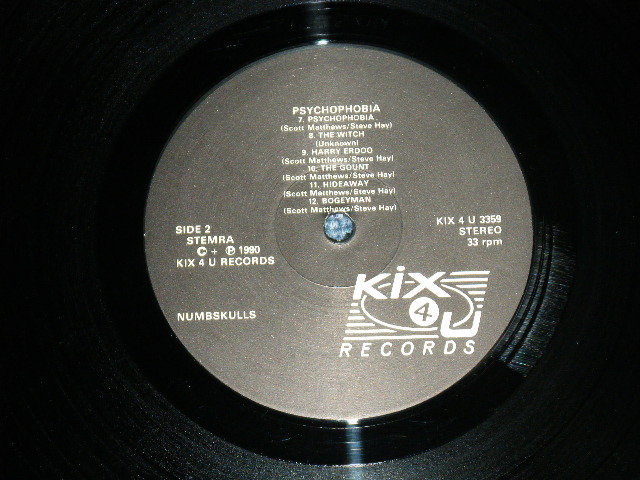 PSYCHOPHOBIA
7. PSYCHOPHOBIA
(Scott Matthews/Steve Hay)
8. THE WITCH
(Unknown)
9. HARRY ERDOO
(Scott Matthews/Steve Hay)
10. THE GOUNT
(Scott Matthews/Steve Hay)
11. HIDEAWAY
(Scott Matthews/Steve Hay)
12. BOGEYMAN
(Scott Matthews/Steve Hay)
SIDE 2
STEMRA
© + ℗ 1990
KIX 4 U RECORDS
KIX 4 U 3359
STEREO
33 rpm
NUMBSKULLS
KiX
4
U
RECORDS